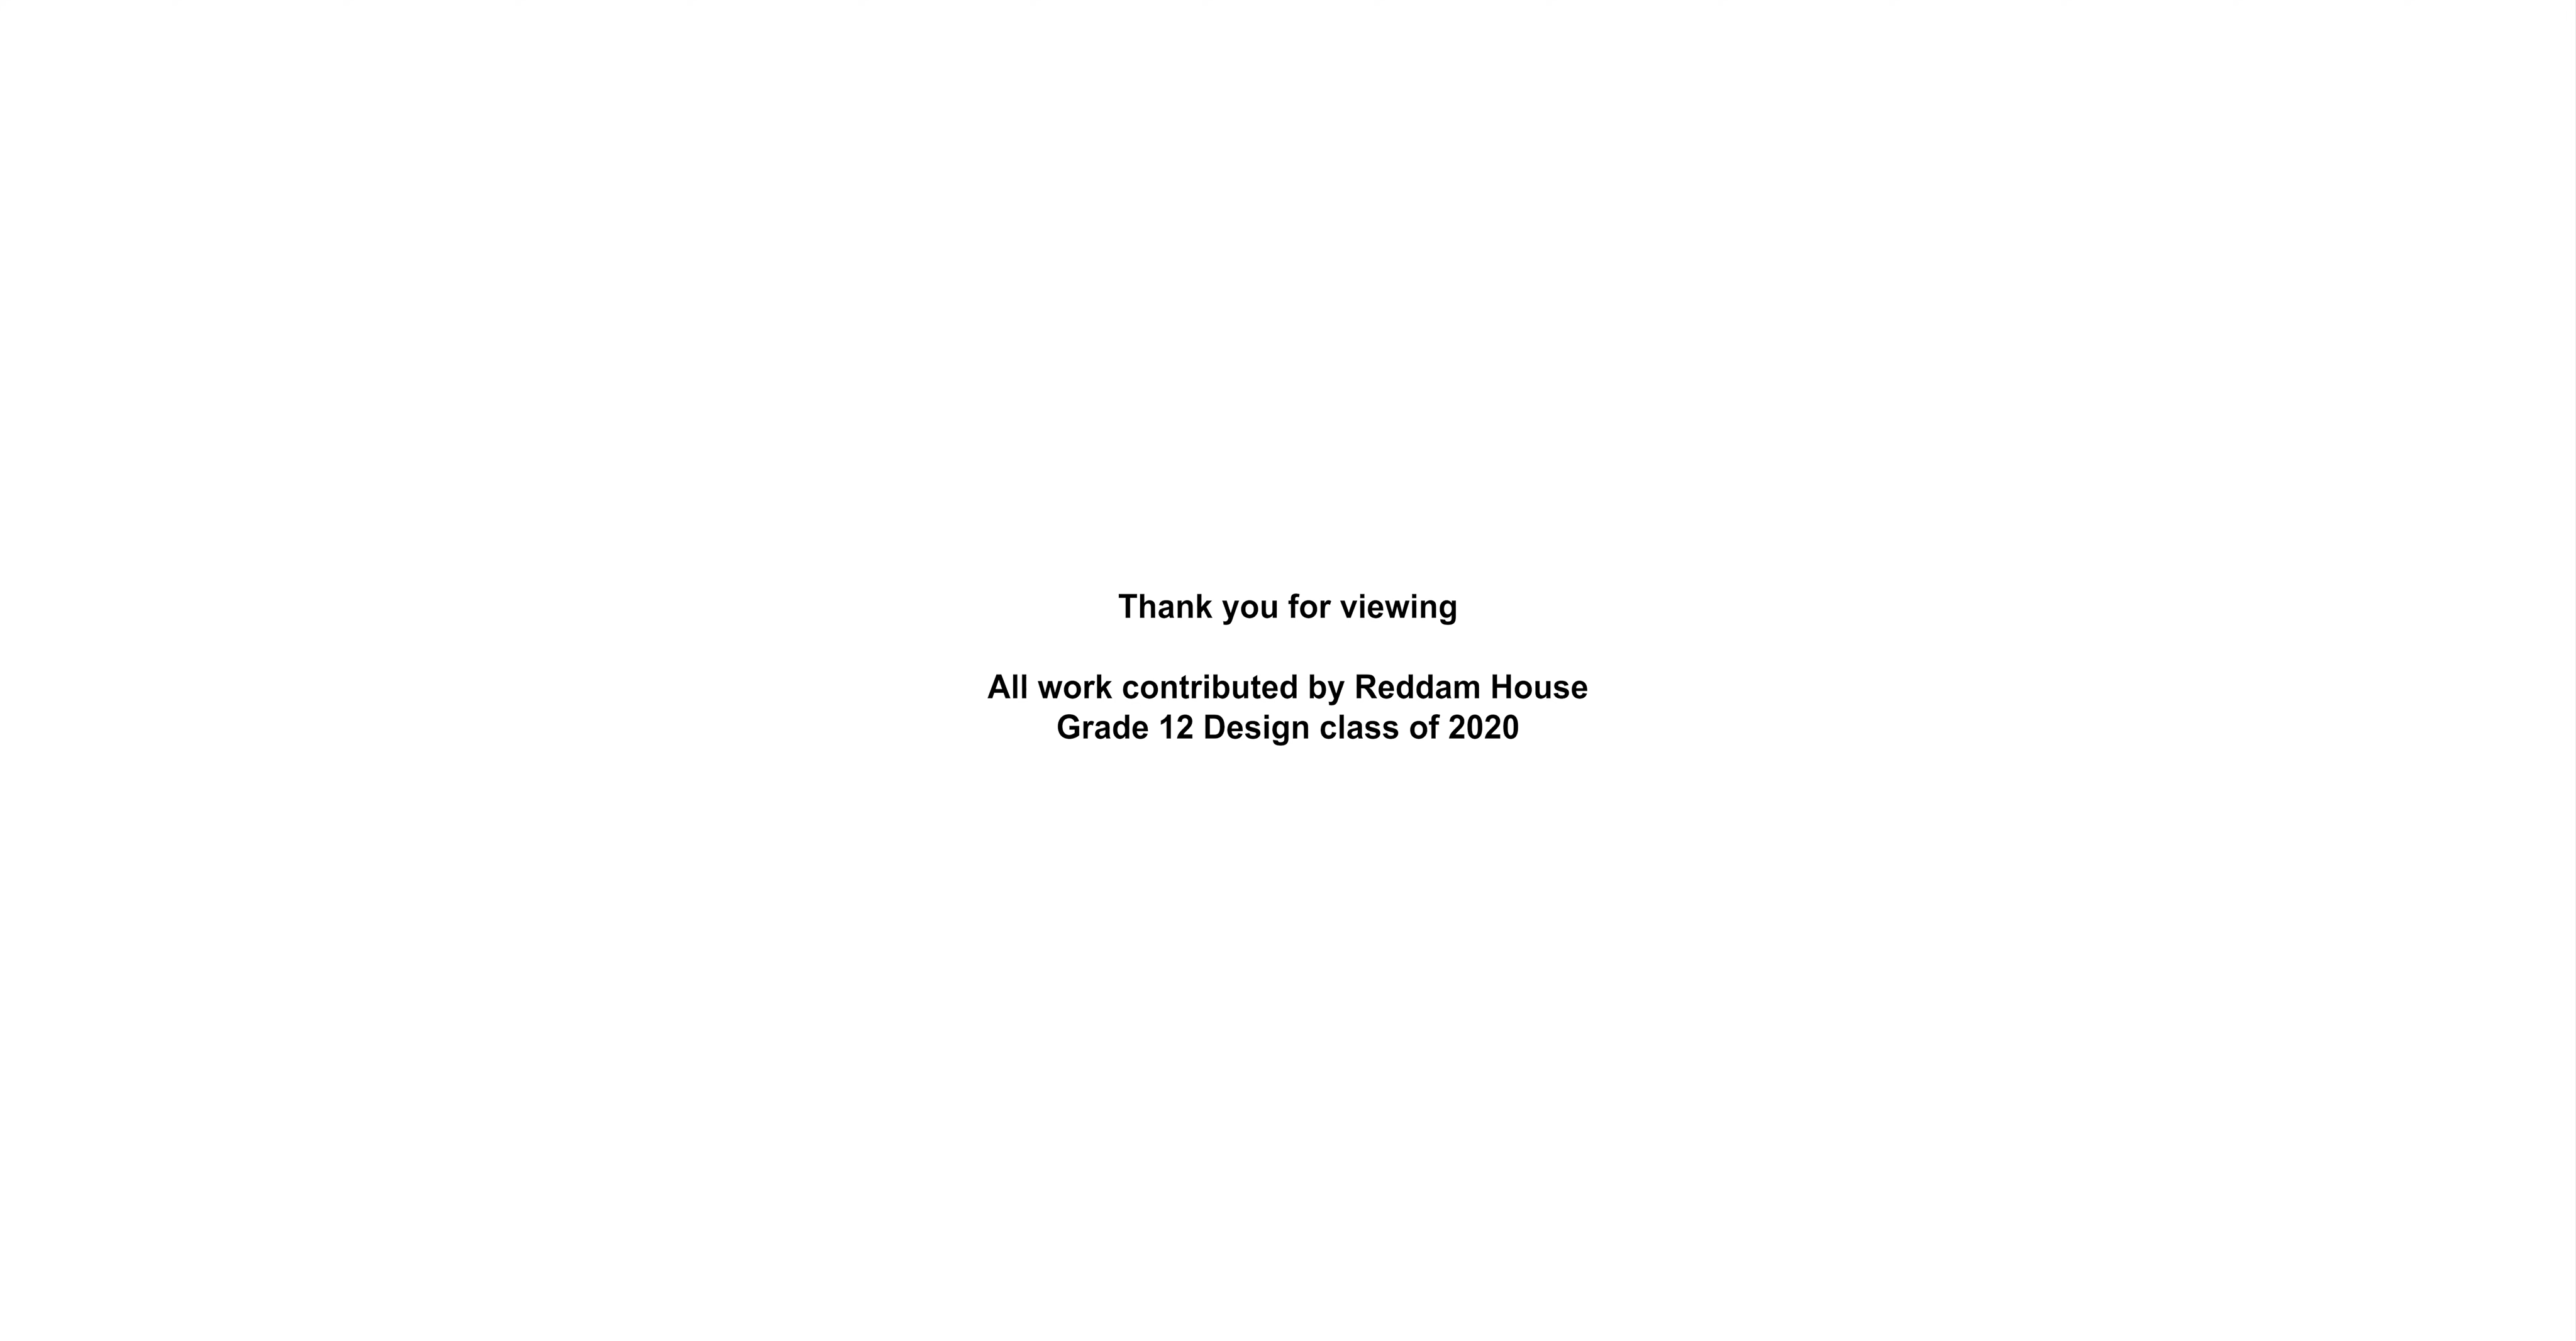 Thank you for viewing
All work contributed by Reddam House
Grade 12 Design class of 2020